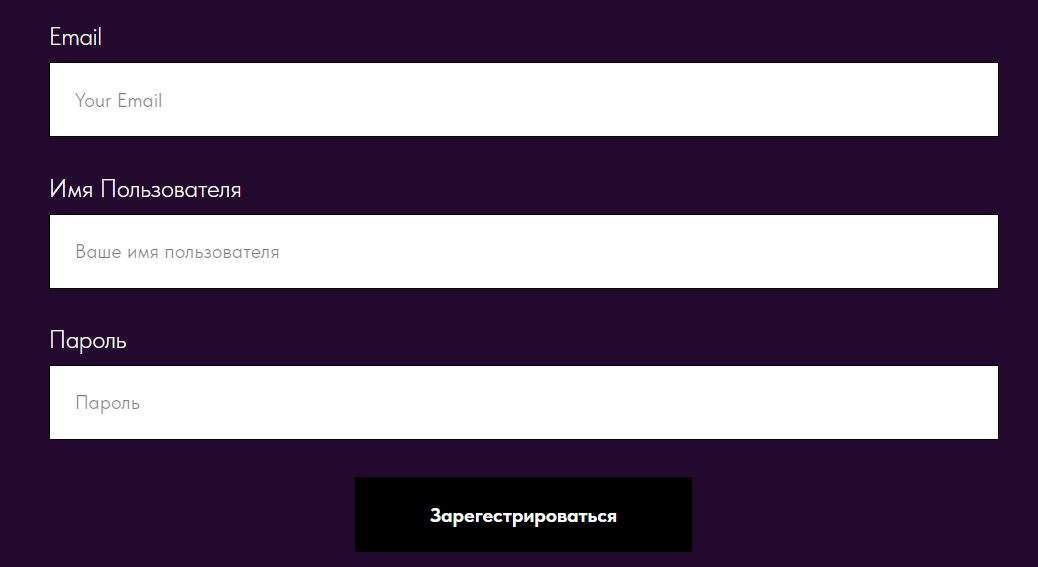 Email
Your Email
Имя Пользователя
Ваше имя пользователя
Пароль
Пароль
Зарегестрироваться